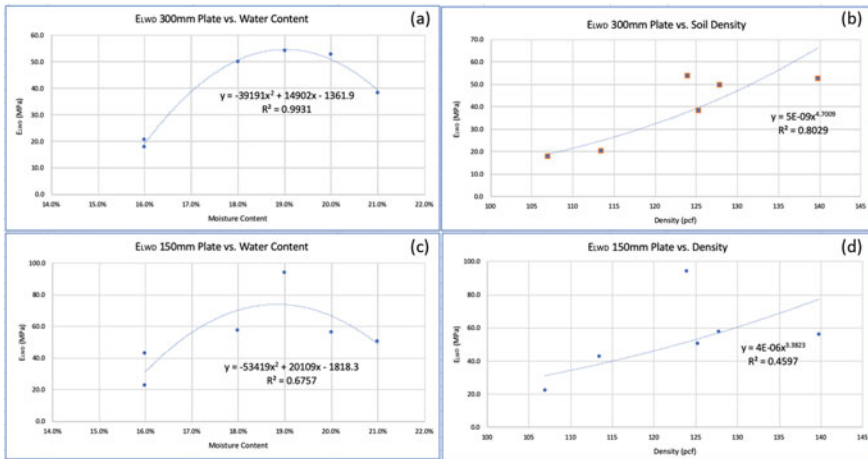 ELWD 300mm Plate vs. Water Content
(a)
60.0
50.0
40.0
30.0
20.0
10.0
0.0
ELWD (MPa)
y = -39191x² + 14902x - 1361.9
R² = 0.9931
14.0% 15.0% 16.0% 17.0% 18.0% 19.0% 20.0% 21.0% 22.0%
Moisture Content
ELWD 300mm Plate vs. Soil Density
(b)
70.0
60.0
50.0
40.0
30.0
20.0
10.0
0.0
ELWD (MPa)
y = 5E-09x^4.7009
R² = 0.8029
100 105 110 115 120 125 130 135 140 145
Density (pcf)
ELWD 150mm Plate vs. Water Content
(c)
100.0
80.0
60.0
40.0
20.0
0.0
ELWD (MPa)
y = -53419x² + 20109x - 1818.3
R² = 0.6757
14.0% 15.0% 16.0% 17.0% 18.0% 19.0% 20.0% 21.0% 22.0%
Moisture Content
ELWD 150mm Plate vs. Density
(d)
100.0
80.0
60.0
40.0
20.0
0.0
ELWD (MPa)
y = 4E-06x^3.3823
R² = 0.4597
100 105 110 115 120 125 130 135 140 145
Density (pcf)